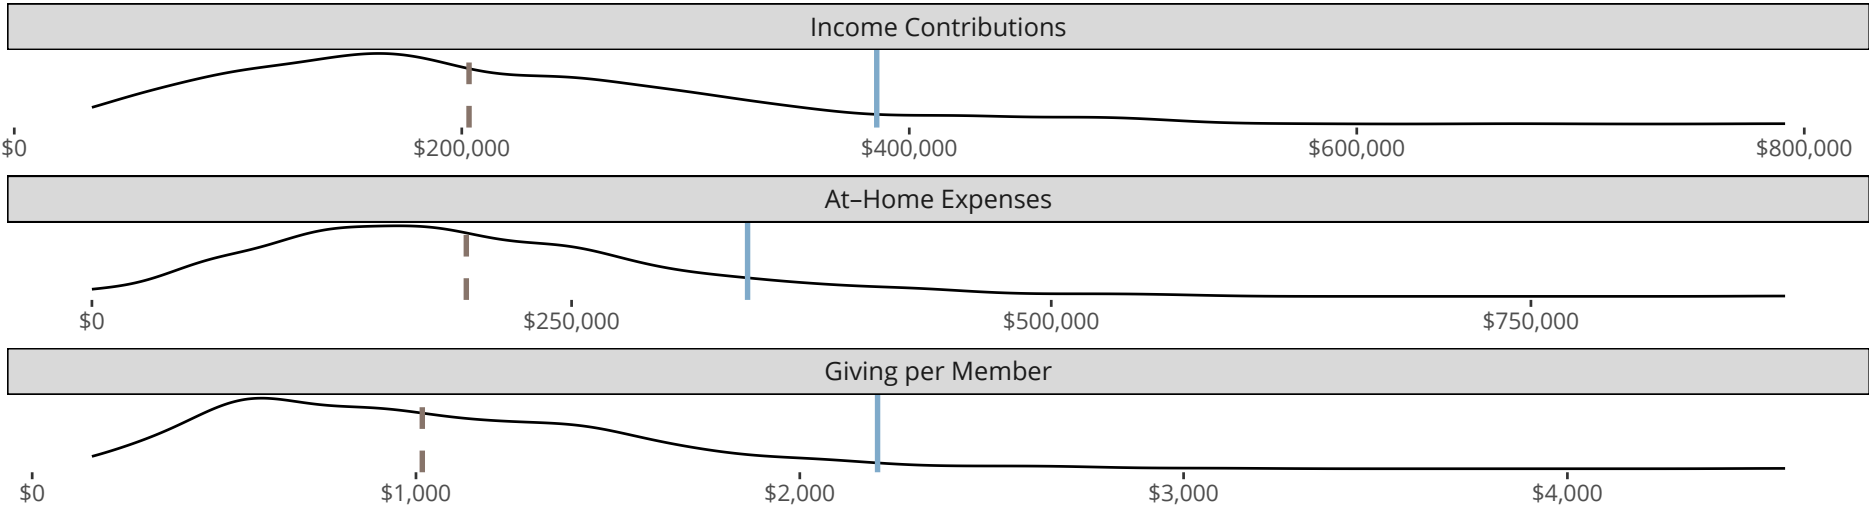 Income Contributions
$0 $200,000 $400,000 $600,000 $800,000
At–Home Expenses
$0 $250,000 $500,000 $750,000
Giving per Member
$0 $1,000 $2,000 $3,000 $4,000